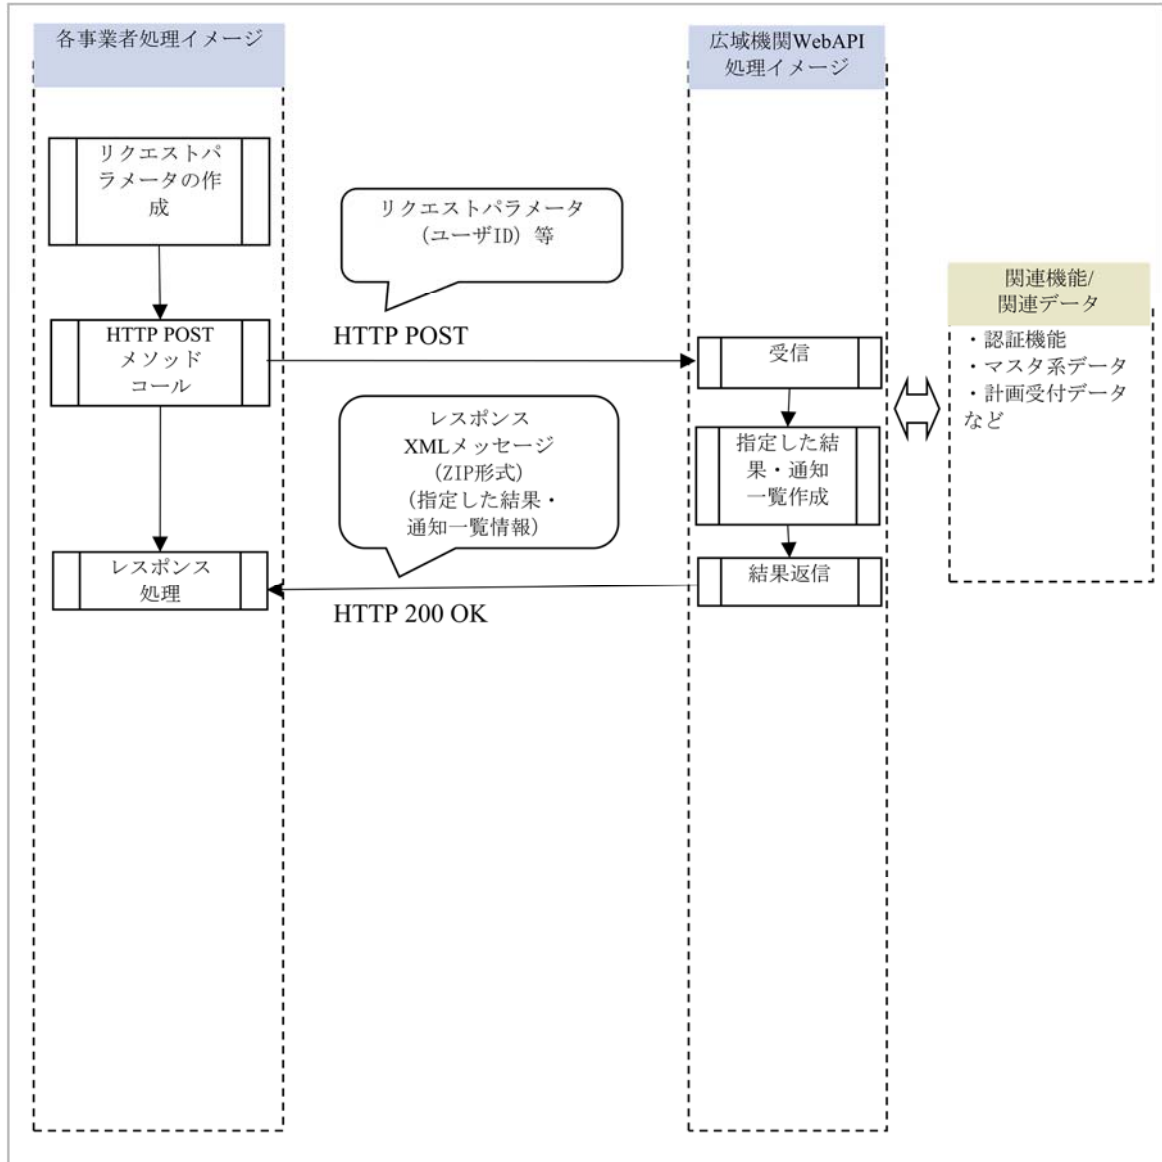 各事業者処理イメージ
広域機関WebAPI
処理イメージ
リクエストパ
ラメータの作
成
リクエストパラメータ
（ユーザID）等
関連機能/
関連データ
・認証機能
・マスタ系データ
・計画受付データ
など
HTTP POST
メソッド
コール
HTTP POST
受信
レスポンス
XMLメッセージ
（ZIP形式）
（指定した結果・
通知一覧情報）
指定した結
果・通知
一覧作成
レスポンス
処理
結果返信
HTTP 200 OK